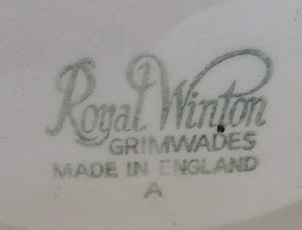 Royal Winton
GRIMWADES
MADE IN ENGLAND
A